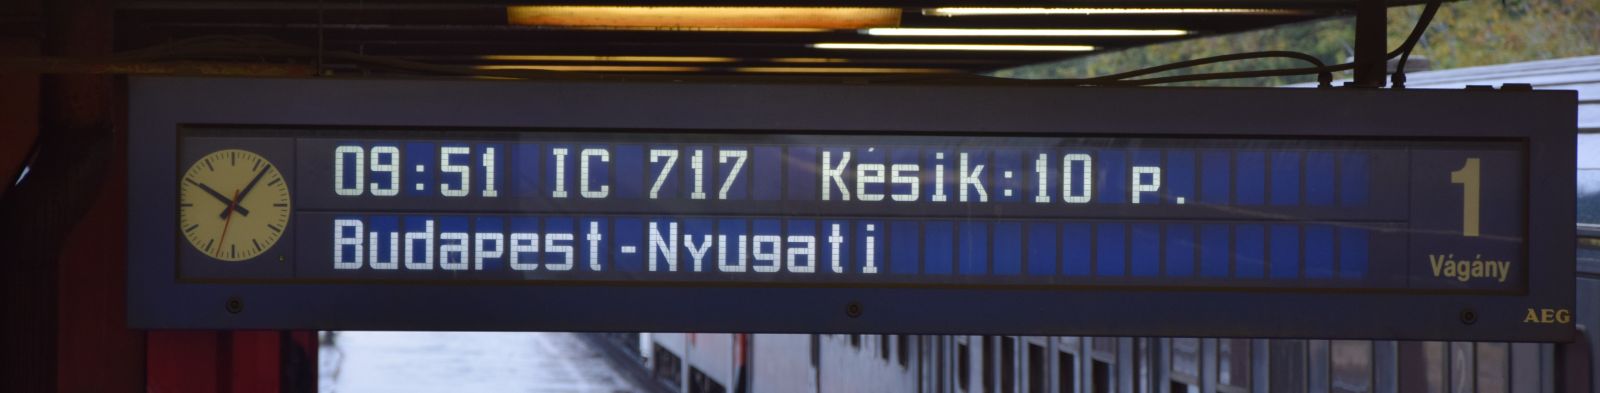 09:51 IC 717 Késik:10 p.
Budapest-Nyugati
1
Vágány
AEG